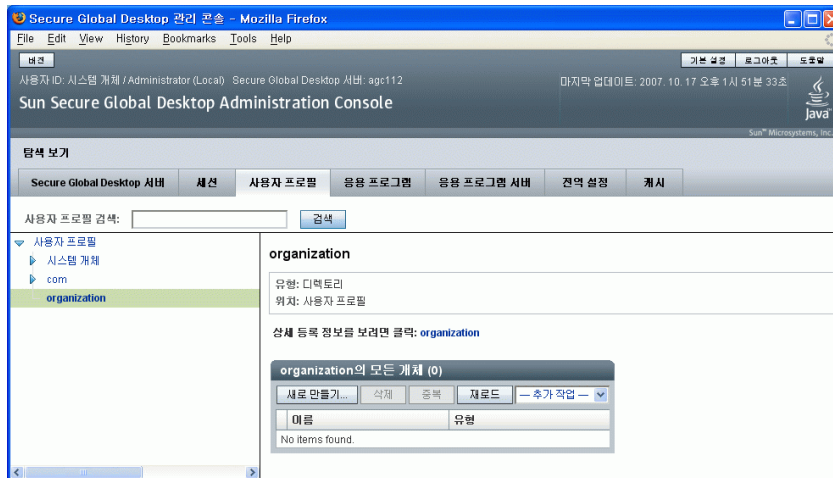 Secure Global Desktop 관리 콘솔 - Mozilla Firefox
File Edit View History Bookmarks Tools Help
버전 기본 설정 로그아웃 도움말
사용자 ID: 시스템 개체 / Administrator (Local) Secure Global Desktop 서버: agc112 마지막 업데이트: 2007. 10. 17 오후 1시 51분 33초
Sun Secure Global Desktop Administration Console
Java
Sun™ Microsystems, Inc.
탐색 보기
Secure Global Desktop 서버 세션 사용자 프로필 응용 프로그램 응용 프로그램 서버 전역 설정 캐시
사용자 프로필 검색: 검색
사용자 프로필
시스템 개체
com
organization
organization
유형: 디렉토리
위치: 사용자 프로필
상세 등록 정보를 보려면 클릭: organization
organization의 모든 개체 (0)
새로 만들기... 삭제 중복 재로드 — 추가 작업 —
이름 유형
No items found.